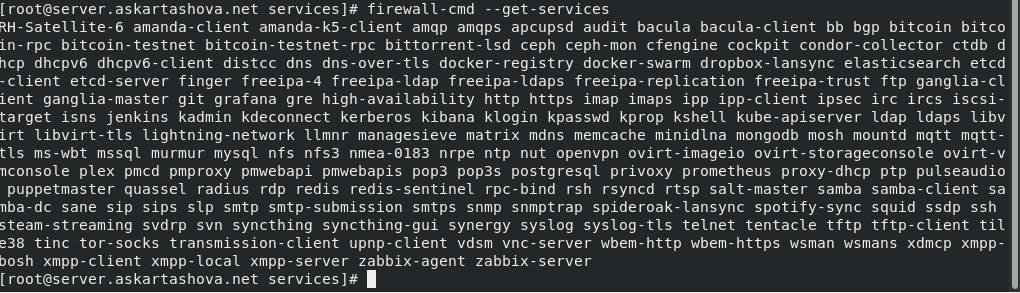 [root@server.askartashova.net services]# firewall-cmd --get-services
RH-Satellite-6 amanda-client amanda-k5-client amqp amqps apcupsd audit bacula bacula-client bb bgp bitcoin bitco
in-rpc bitcoin-testnet bitcoin-testnet-rpc bittorrent-lsd ceph ceph-mon cfengine cockpit condor-collector ctdb d
hcp dhcpv6 dhcpv6-client distcc dns dns-over-tls docker-registry docker-swarm dropbox-lansync elasticsearch etcd
-client etcd-server finger freeipa-4 freeipa-ldap freeipa-ldaps freeipa-replication freeipa-trust ftp ganglia-cl
ient ganglia-master git grafana gre high-availability http https imap imaps ipp ipp-client ipsec irc ircs iscsi-
target isns jenkins kadmin kdeconnect kerberos kibana klogin kpasswd kprop kshell kube-apiserver ldap ldaps libv
irt libvirt-tls lightning-network llmnr managesieve matrix mdns memcache minidlna mongodb mosh mountd mqtt mqtt-
tls ms-wbt mssql murmur mysql nfs nfs3 nmea-0183 nrpe ntp nut openvpn ovirt-imageio ovirt-storageconsole ovirt-v
mconsole plex pmcd pmproxy pmwebapi pmwebapis pop3 pop3s postgresql privoxy prometheus proxy-dhcp ptp pulseaudio
 puppetmaster quassel radius rdp redis redis-sentinel rpc-bind rsh rsyncd rtsp salt-master samba samba-client sa
mba-dc sane sip sips slp smtp smtp-submission smtps snmp snmptrap spideroak-lansync spotify-sync squid ssdp ssh 
steam-streaming svdrp svn syncthing syncthing-gui synergy syslog syslog-tls telnet tentacle tftp tftp-client til
e38 tinc tor-socks transmission-client upnp-client vdsm vnc-server wbem-http wbem-https wsman wsmans xdmcp xmpp-
bosh xmpp-client xmpp-local xmpp-server zabbix-agent zabbix-server
[root@server.askartashova.net services]#